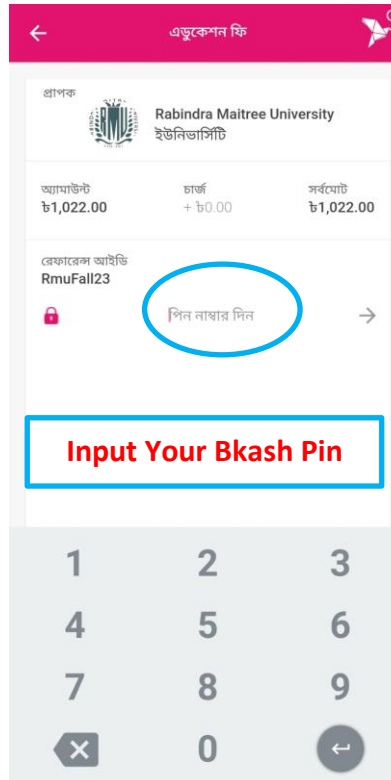 এডুকেশন ফি
প্রাপক
Rabindra Maitree University
ইউনিভার্সিটি
অ্যামাউন্ট চার্জ সর্বমোট
৳1,022.00 + ৳0.00 ৳1,022.00
রেফারেন্স আইডি
RmuFall23
পিন নাম্বার দিন
Input Your Bkash Pin
1 2 3
4 5 6
7 8 9
0